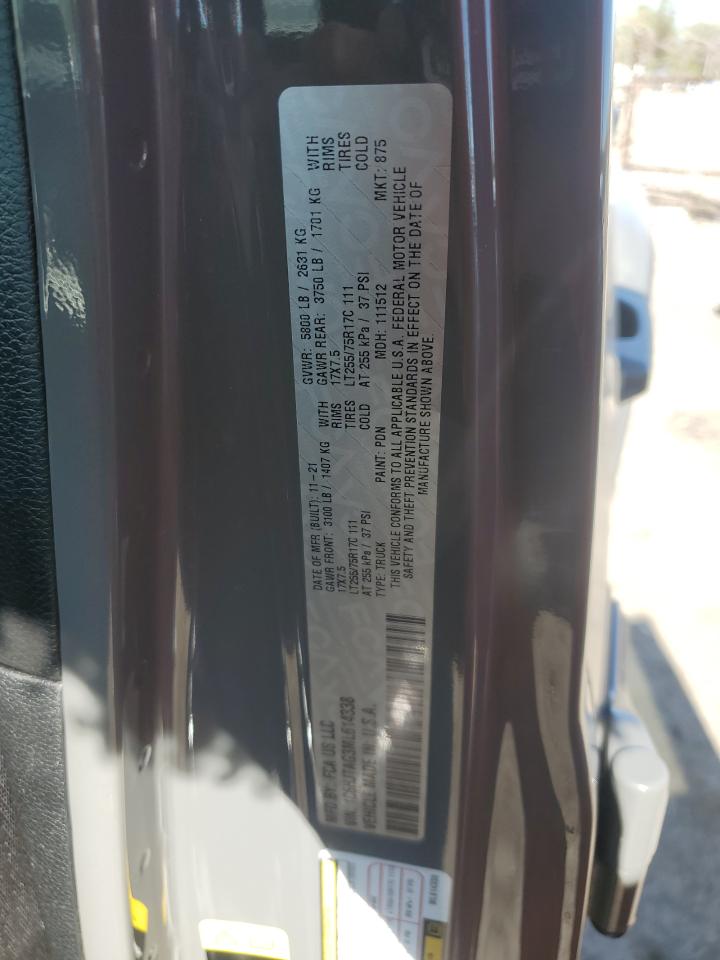 MFD BY: FCA US LLC
DATE OF MFR (BUILT): 11-21
GVWR: 5800 LB / 2631 KG
GAWR FRONT: 3100 LB / 1407 KG WITH
17X7.5 RIMS
LT255/75R17C 111 TIRES
AT 255 kPa / 37 PSI COLD
GAWR REAR: 3750 LB / 1701 KG WITH
17X7.5 RIMS
LT255/75R17C 111 TIRES
AT 255 kPa / 37 PSI COLD
TYPE: TRUCK PAINT: PDN MDH: 111512 MKT: 875
THIS VEHICLE CONFORMS TO ALL APPLICABLE U.S.A. FEDERAL MOTOR VEHICLE
SAFETY AND THEFT PREVENTION STANDARDS IN EFFECT ON THE DATE OF
MANUFACTURE SHOWN ABOVE.
VIN:
VEHICLE MADE IN U.S.A.